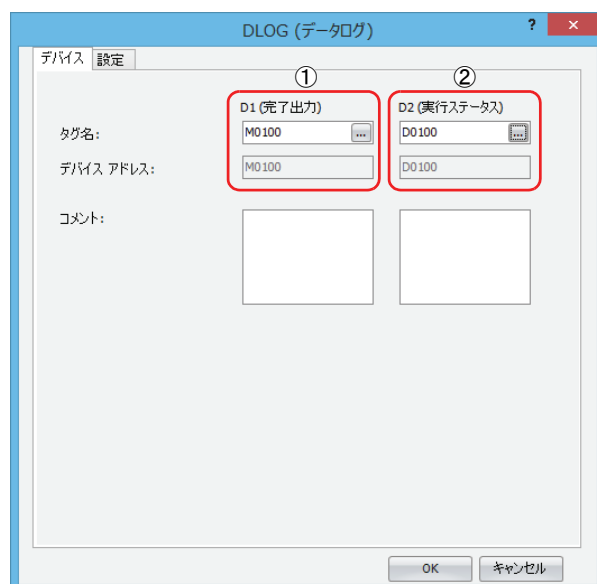 DLOG (データログ)
? ×
デバイス 設定
① ②
D1 (完了出力) D2 (実行ステータス)
タグ名: M0100 ... D0100 ...
デバイス アドレス: M0100 D0100
コメント:
OK キャンセル